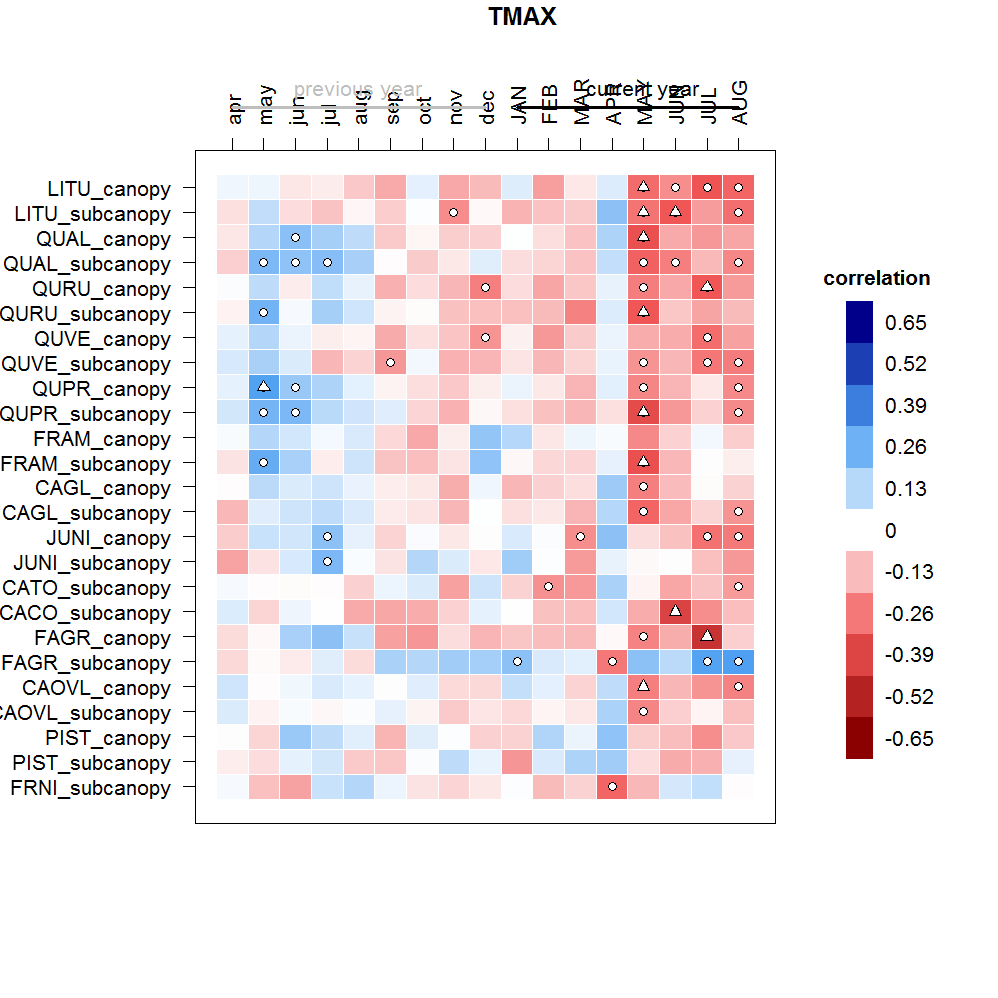 TMAX
previous year
current year
apr
may
jun
jul
aug
sep
oct
nov
dec
JAN
FEB
MAR
APR
MAY
JUN
JUL
AUG
LITU_canopy
LITU_subcanopy
QUAL_canopy
QUAL_subcanopy
QURU_canopy
QURU_subcanopy
QUVE_canopy
QUVE_subcanopy
QUPR_canopy
QUPR_subcanopy
FRAM_canopy
FRAM_subcanopy
CAGL_canopy
CAGL_subcanopy
JUNI_canopy
JUNI_subcanopy
CATO_subcanopy
CACO_subcanopy
FAGR_canopy
FAGR_subcanopy
CAOVL_canopy
CAOVL_subcanopy
PIST_canopy
PIST_subcanopy
FRNI_subcanopy
correlation
0.65
0.52
0.39
0.26
0.13
0
-0.13
-0.26
-0.39
-0.52
-0.65